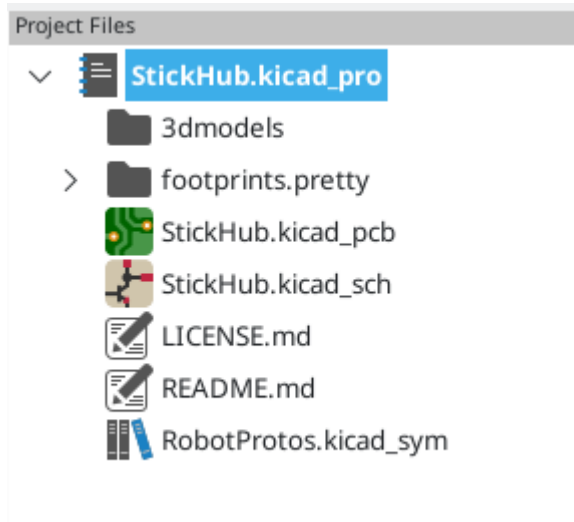 Project Files
StickHub.kicad_pro
3dmodels
footprints.pretty
StickHub.kicad_pcb
StickHub.kicad_sch
LICENSE.md
README.md
RobotProtos.kicad_sym